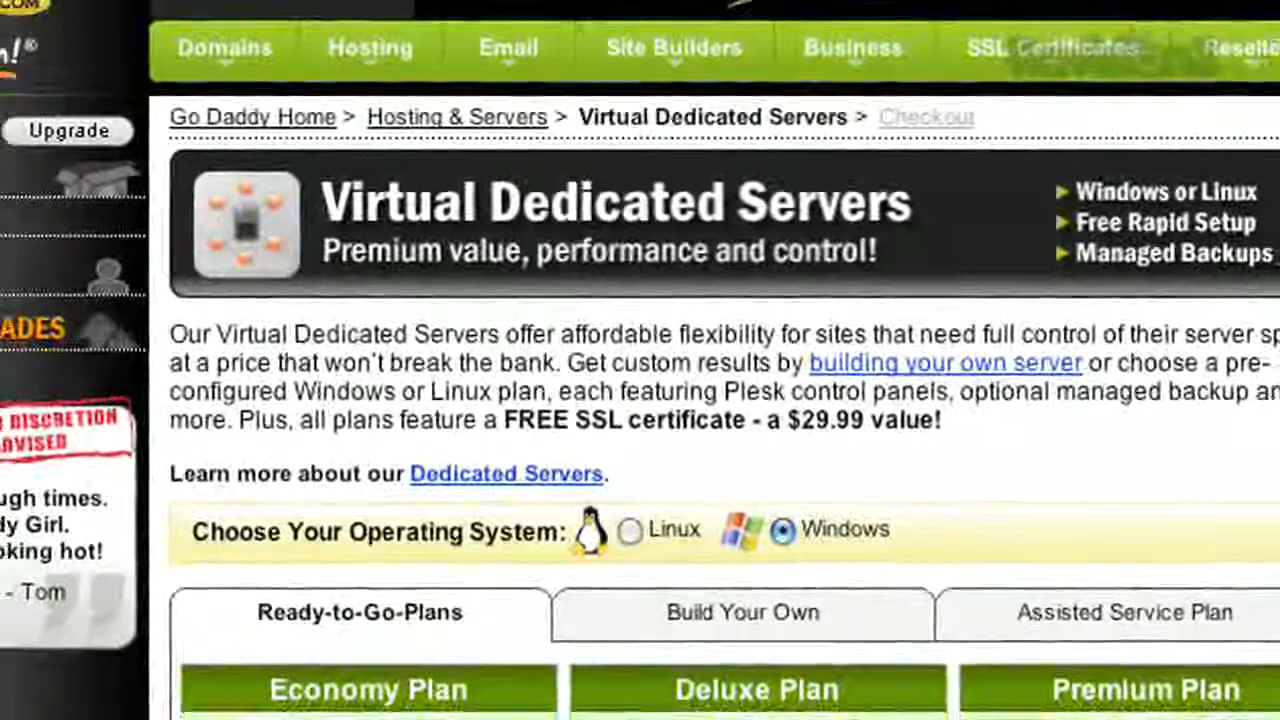 .COM
n!®
Domains Hosting Email Site Builders Business SSL Certificates
Upgrade
Go Daddy Home > Hosting & Servers > Virtual Dedicated Servers > Checkout
Virtual Dedicated Servers
Premium value, performance and control!
Windows or Linux
Free Rapid Setup
Managed Backups
ADES
Our Virtual Dedicated Servers offer affordable flexibility for sites that need full control of their server sp
at a price that won't break the bank. Get custom results by building your own server or choose a pre-
configured Windows or Linux plan, each featuring Plesk control panels, optional managed backup an
more. Plus, all plans feature a FREE SSL certificate - a $29.99 value!
DISCRETION
DVISED
Learn more about our Dedicated Servers.
ugh times.
dy Girl.
oking hot!
- Tom
Choose Your Operating System: Linux Windows
Ready-to-Go-Plans Build Your Own Assisted Service Plan
Economy Plan Deluxe Plan Premium Plan